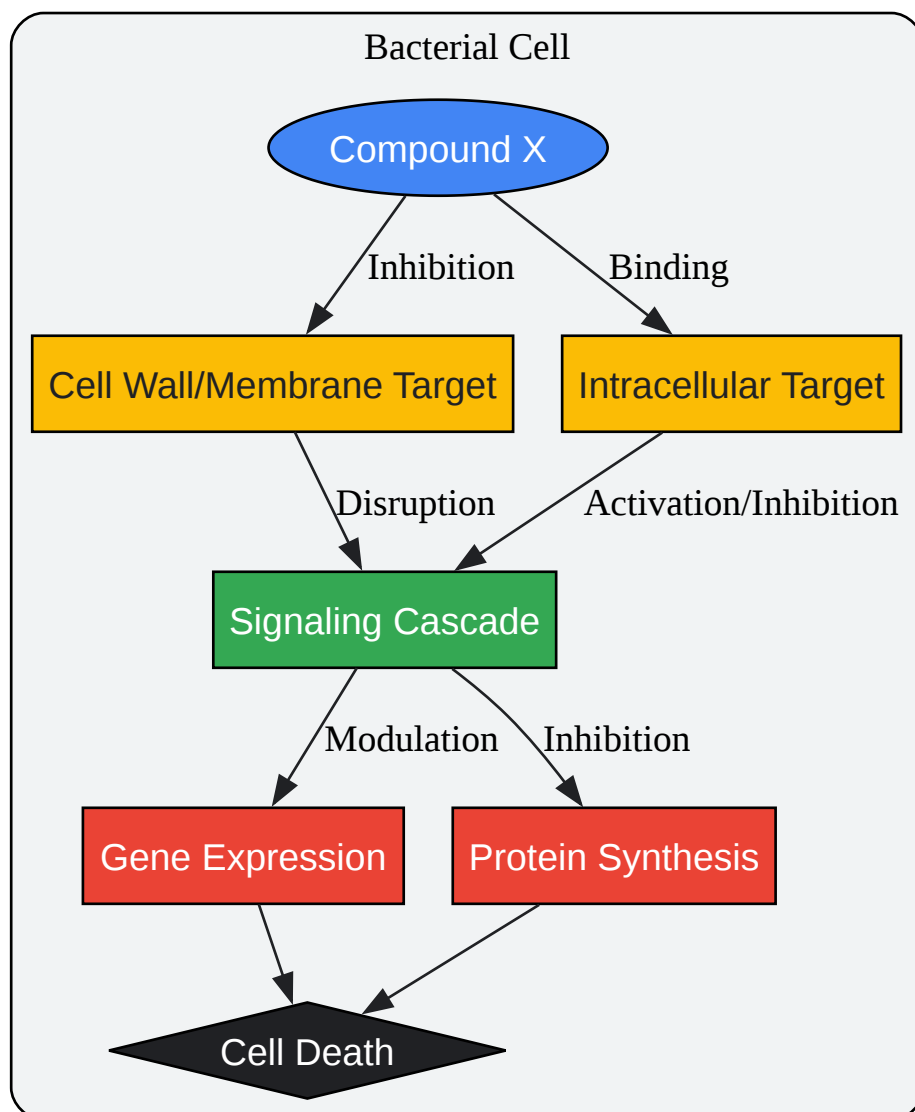 Bacterial Cell
Compound X
Inhibition
Binding
Cell Wall/Membrane Target
Intracellular Target
Disruption
Activation/Inhibition
Signaling Cascade
Modulation
Inhibition
Gene Expression
Protein Synthesis
Cell Death